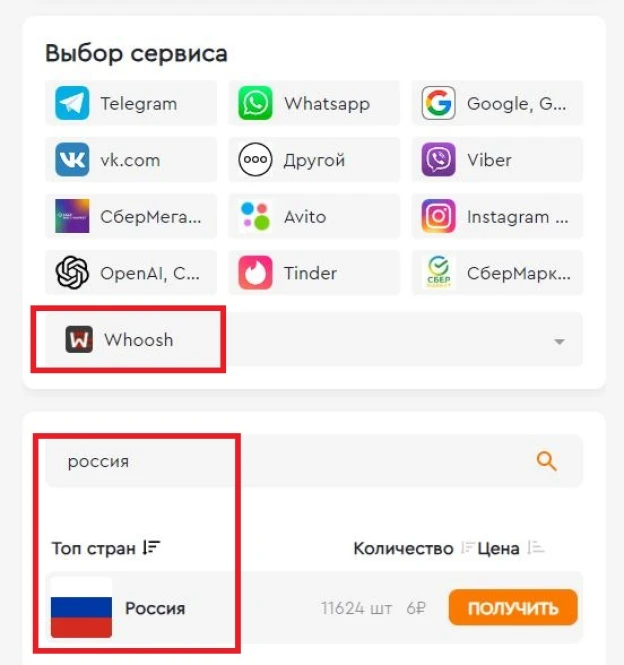 Выбор сервиса
Telegram Whatsapp Google, G...
vk.com Другой Viber
СберМега... Avito Instagram ...
OpenAI, C... Tinder СберМарк...
Whoosh
россия
Топ стран Количество Цена
Россия 11624 шт 6₽ ПОЛУЧИТЬ